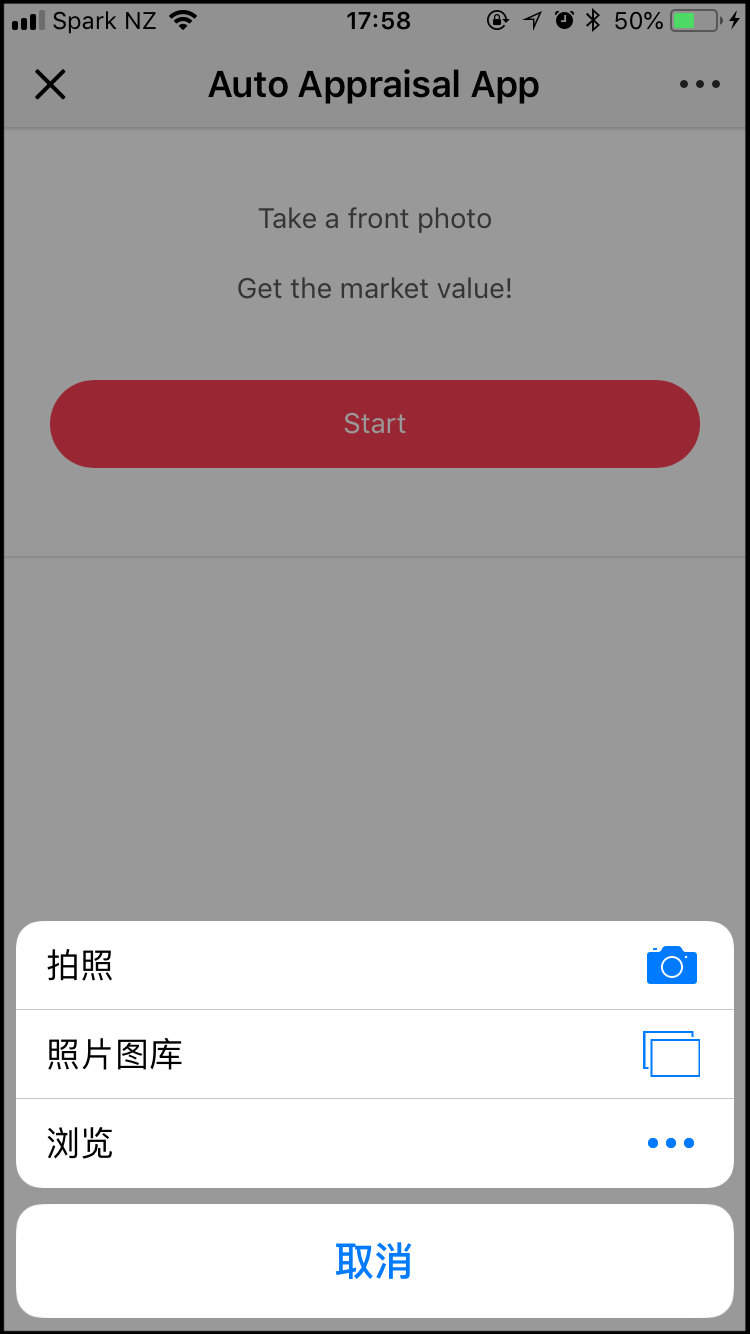 Spark NZ 17:58 50%
Auto Appraisal App
Take a front photo
Get the market value!
Start
拍照
照片图库
浏览
取消